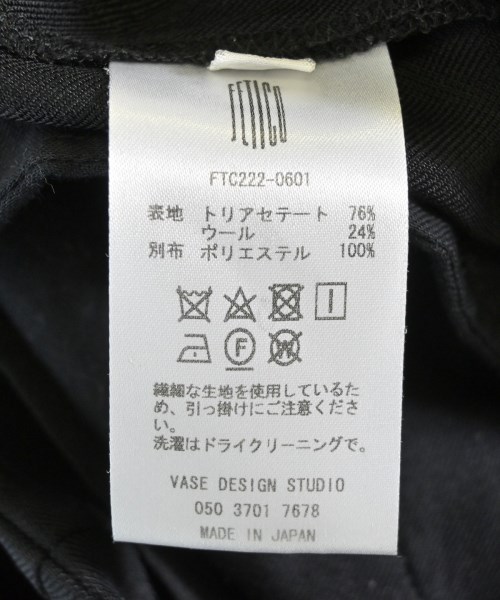 FETICO
FTC222-0601
表地 トリアセテート 76%
ウール 24%
別布 ポリエステル 100%
F
W
繊細な生地を使用しているた
め、引っ掛けにご注意くださ
い。
洗濯はドライクリーニングで。
VASE DESIGN STUDIO
050 3701 7678
MADE IN JAPAN